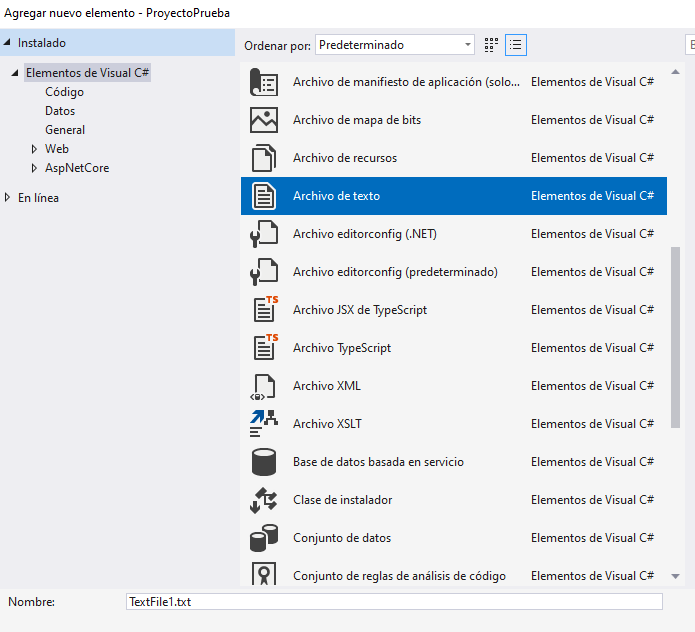 Agregar nuevo elemento - ProyectoPrueba
Instalado
Elementos de Visual C#
Código
Datos
General
Web
AspNetCore
En línea
Ordenar por: Predeterminado
Archivo de manifiesto de aplicación (solo... Elementos de Visual C#
Archivo de mapa de bits Elementos de Visual C#
Archivo de recursos Elementos de Visual C#
Archivo de texto Elementos de Visual C#
Archivo editorconfig (.NET) Elementos de Visual C#
Archivo editorconfig (predeterminado) Elementos de Visual C#
TS
Archivo JSX de TypeScript Elementos de Visual C#
TS
Archivo TypeScript Elementos de Visual C#
Archivo XML Elementos de Visual C#
Archivo XSLT Elementos de Visual C#
Base de datos basada en servicio Elementos de Visual C#
Clase de instalador Elementos de Visual C#
Conjunto de datos Elementos de Visual C#
Conjunto de reglas de análisis de código Elementos de Visual C#
Nombre: TextFile1.txt